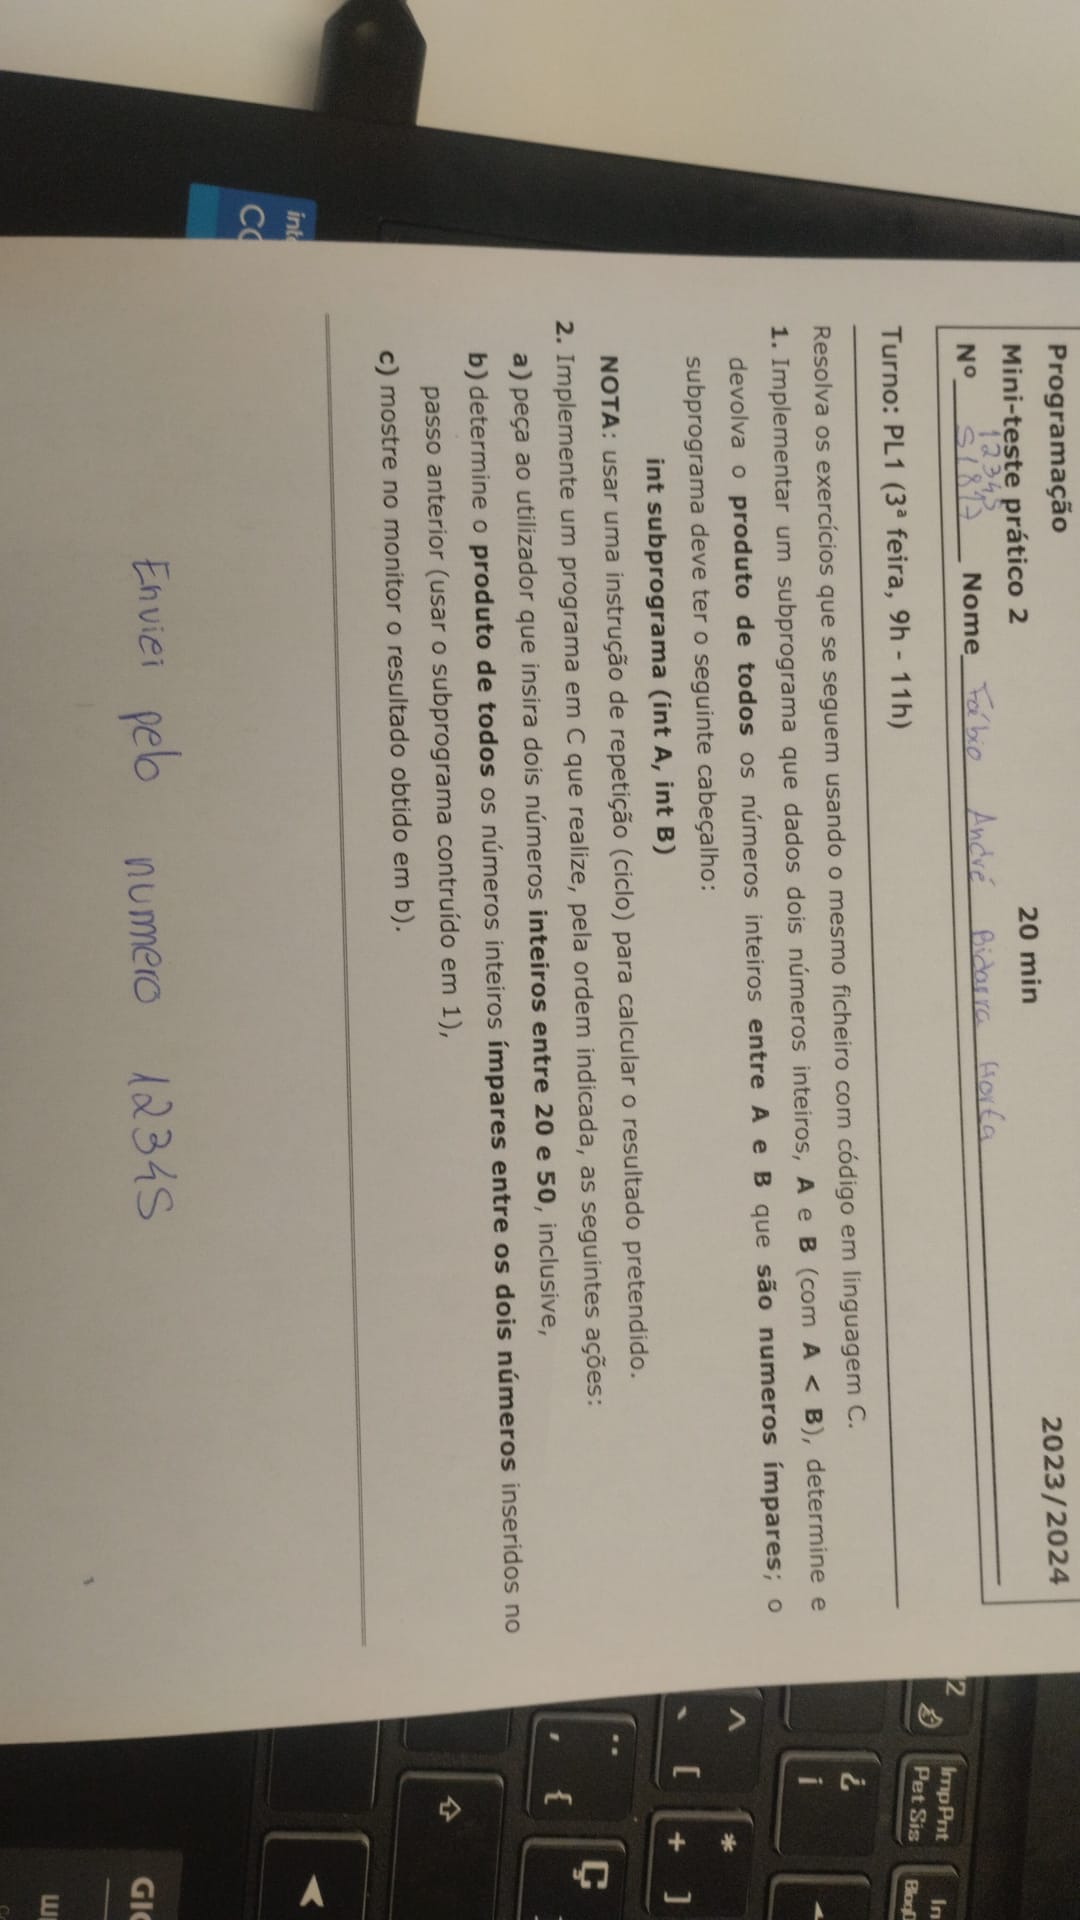 Programação
2023/2024
Mini-teste prático 2
20 min
12345
Nº 51817 Nome Fábio André Bidarra Horta
Turno: PL1 (3ª feira, 9h - 11h)
Resolva os exercícios que se seguem usando o mesmo ficheiro com código em linguagem C.
1. Implementar um subprograma que dados dois números inteiros, A e B (com A < B), determine e
devolva o produto de todos os números inteiros entre A e B que são numeros ímpares; o
subprograma deve ter o seguinte cabeçalho:
int subprograma (int A, int B)
NOTA: usar uma instrução de repetição (ciclo) para calcular o resultado pretendido.
2. Implemente um programa em C que realize, pela ordem indicada, as seguintes ações:
a) peça ao utilizador que insira dois números inteiros entre 20 e 50, inclusive,
b) determine o produto de todos os números inteiros ímpares entre os dois números inseridos no
passo anterior (usar o subprograma contruído em 1),
c) mostre no monitor o resultado obtido em b).
Enviei pelo numero 12345
ImpPnt
PetSis
In
2
¿
¡
^
`
[
*
+
]
¨
,
{
Ç
GI